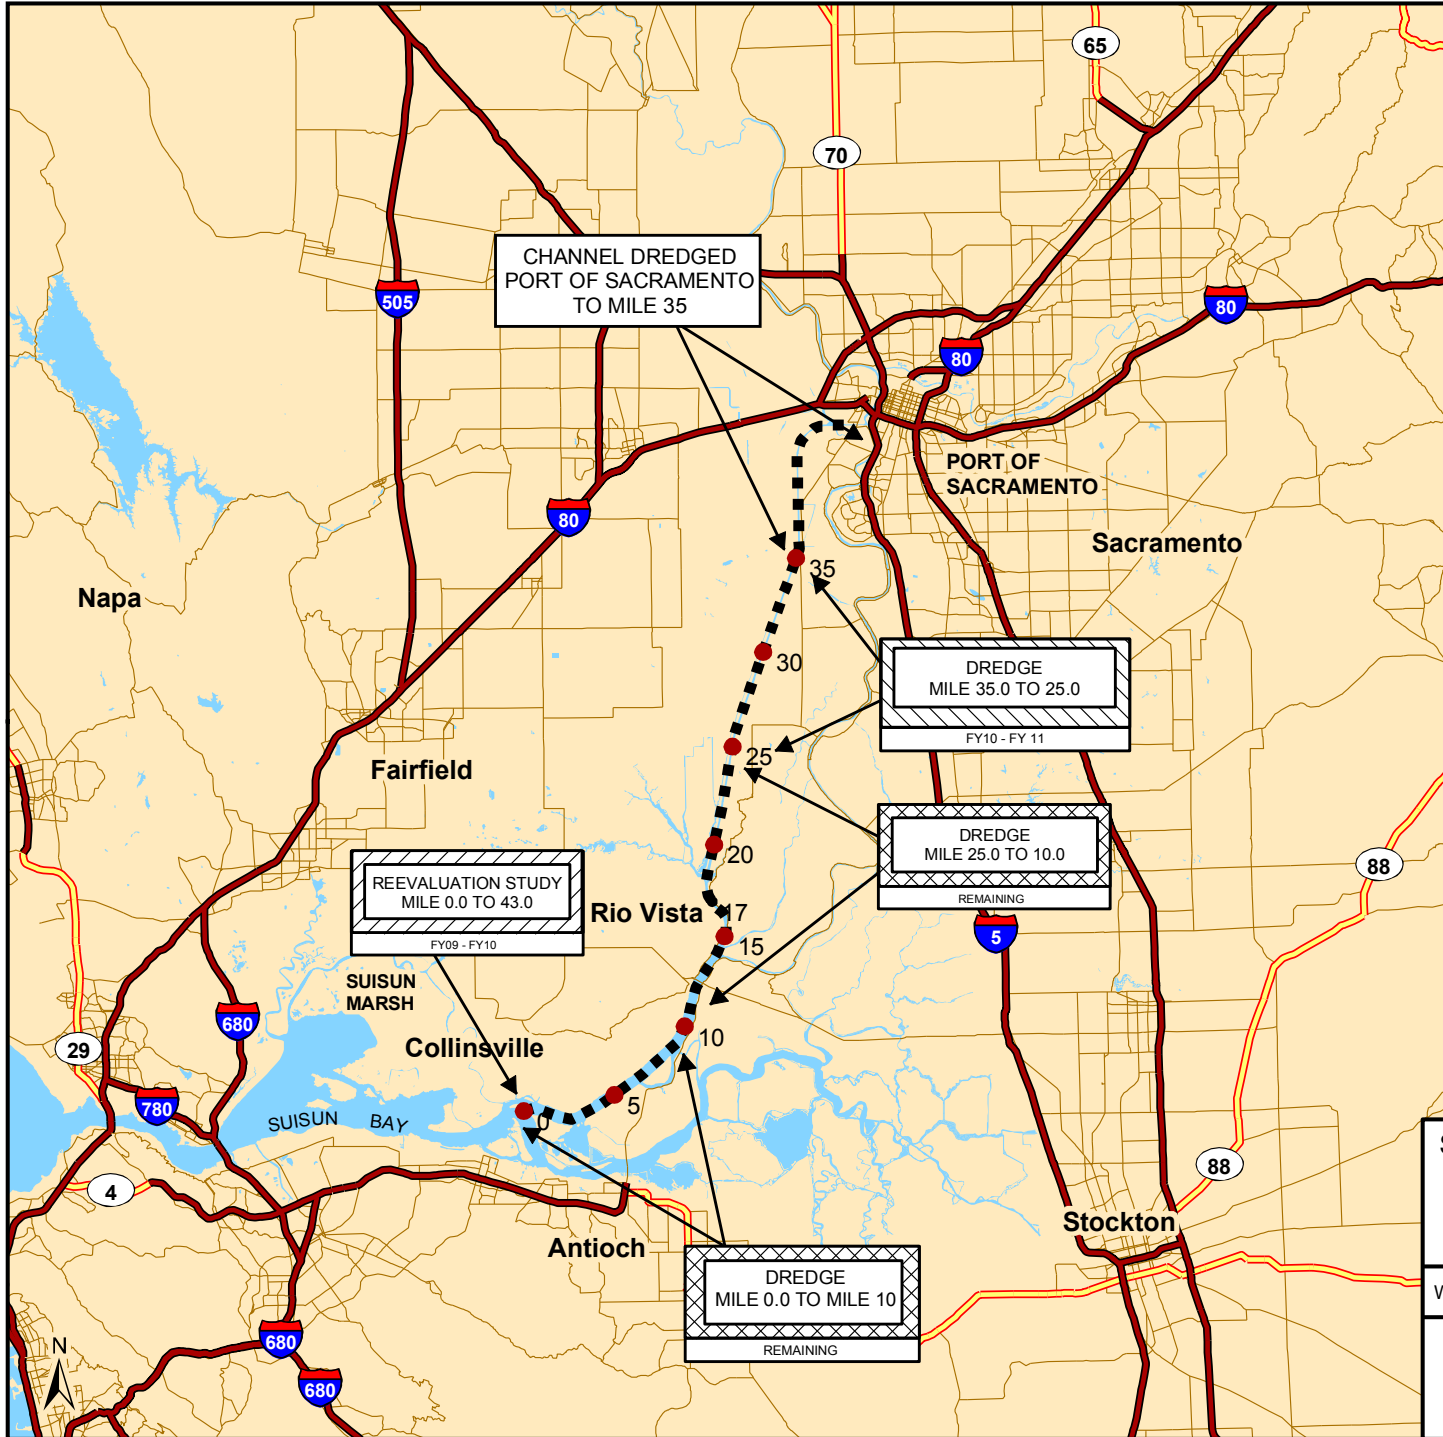 65
70
CHANNEL DREDGED
PORT OF SACRAMENTO
TO MILE 35
505
80
80
PORT OF
SACRAMENTO
80
Sacramento
35
Napa
30
DREDGE
MILE 35.0 TO 25.0
FY10 - FY 11
25
Fairfield
DREDGE
MILE 25.0 TO 10.0
REMAINING
20
88
REEVALUATION STUDY
MILE 0.0 TO 43.0
FY09 - FY10
Rio Vista
17
15
5
SUISUN
MARSH
680
10
Collinsville
29
780
5
0
SUISUN BAY
4
88
S
Stockton
Antioch
DREDGE
MILE 0.0 TO MILE 10
REMAINING
W
680
N
680